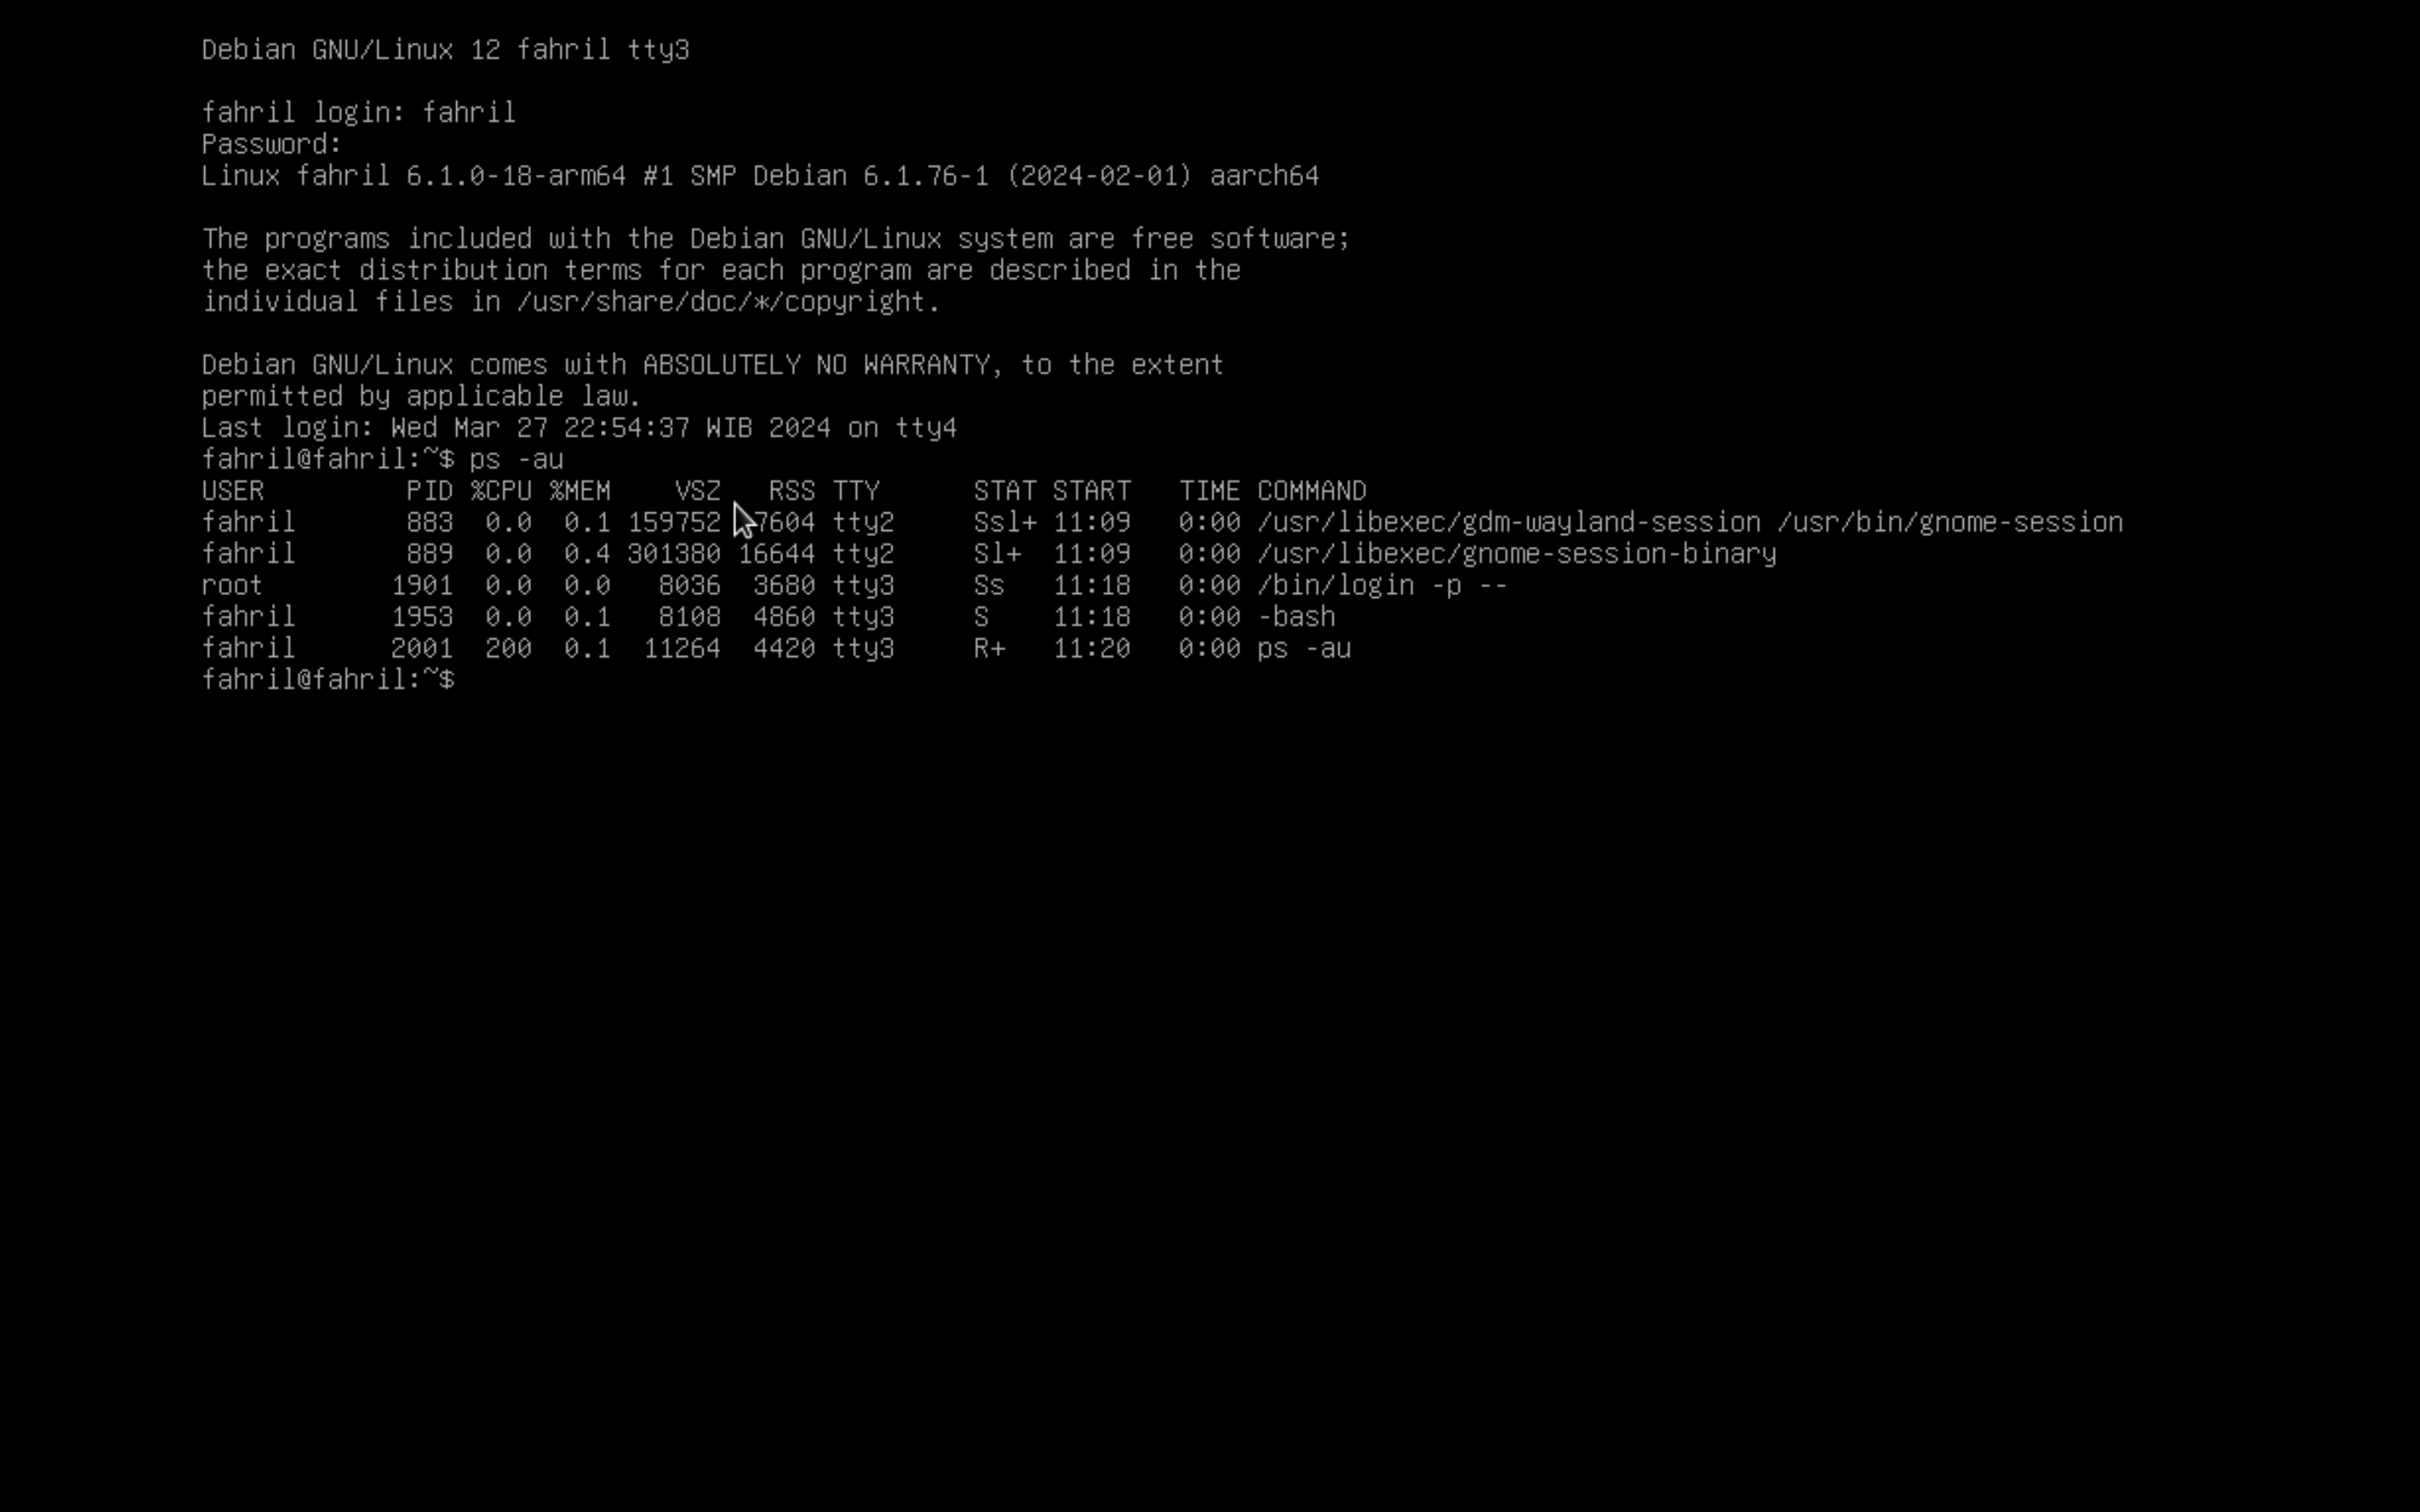 Debian GNU/Linux 12 fahril tty3
fahril login: fahril
Password:
Linux fahril 6.1.0-18-arm64 #1 SMP Debian 6.1.76-1 (2024-02-01) aarch64
The programs included with the Debian GNU/Linux system are free software;
the exact distribution terms for each program are described in the
individual files in /usr/share/doc/*/copyright.
Debian GNU/Linux comes with ABSOLUTELY NO WARRANTY, to the extent
permitted by applicable law.
Last login: Wed Mar 27 22:54:37 WIB 2024 on tty4
fahril@fahril:~$ ps -au
USER         PID %CPU %MEM    VSZ   RSS TTY      STAT START   TIME COMMAND
fahril       883  0.0  0.1 159752  7604 tty2     Ssl+ 11:09   0:00 /usr/libexec/gdm-wayland-session /usr/bin/gnome-session
fahril       889  0.0  0.4 301380 16644 tty2     Sl+  11:09   0:00 /usr/libexec/gnome-session-binary
root        1901  0.0  0.0   8036  3680 tty3     Ss   11:18   0:00 /bin/login -p --
fahril      1953  0.0  0.1   8108  4860 tty3     S    11:18   0:00 -bash
fahril      2001  200  0.1  11264  4420 tty3     R+   11:20   0:00 ps -au
fahril@fahril:~$